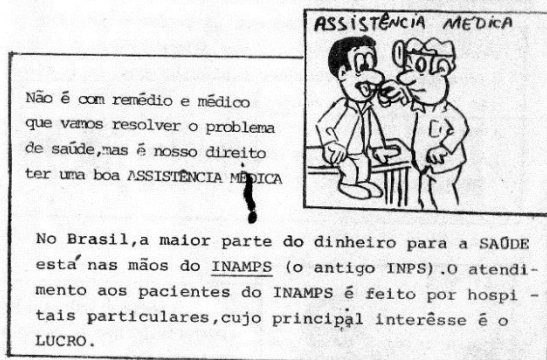 ASSISTÊNCIA MÉDICA
Não é com remédio e médico
que vamos resolver o problema
de saúde,mas é nosso direito
ter uma boa ASSISTÊNCIA MÉDICA
No Brasil,a maior parte do dinheiro para a SAÚDE
está nas mãos do INAMPS (o antigo INPS).O atendi-
mento aos pacientes do INAMPS é feito por hospi -
tais particulares,cujo principal interêsse é o
LUCRO.